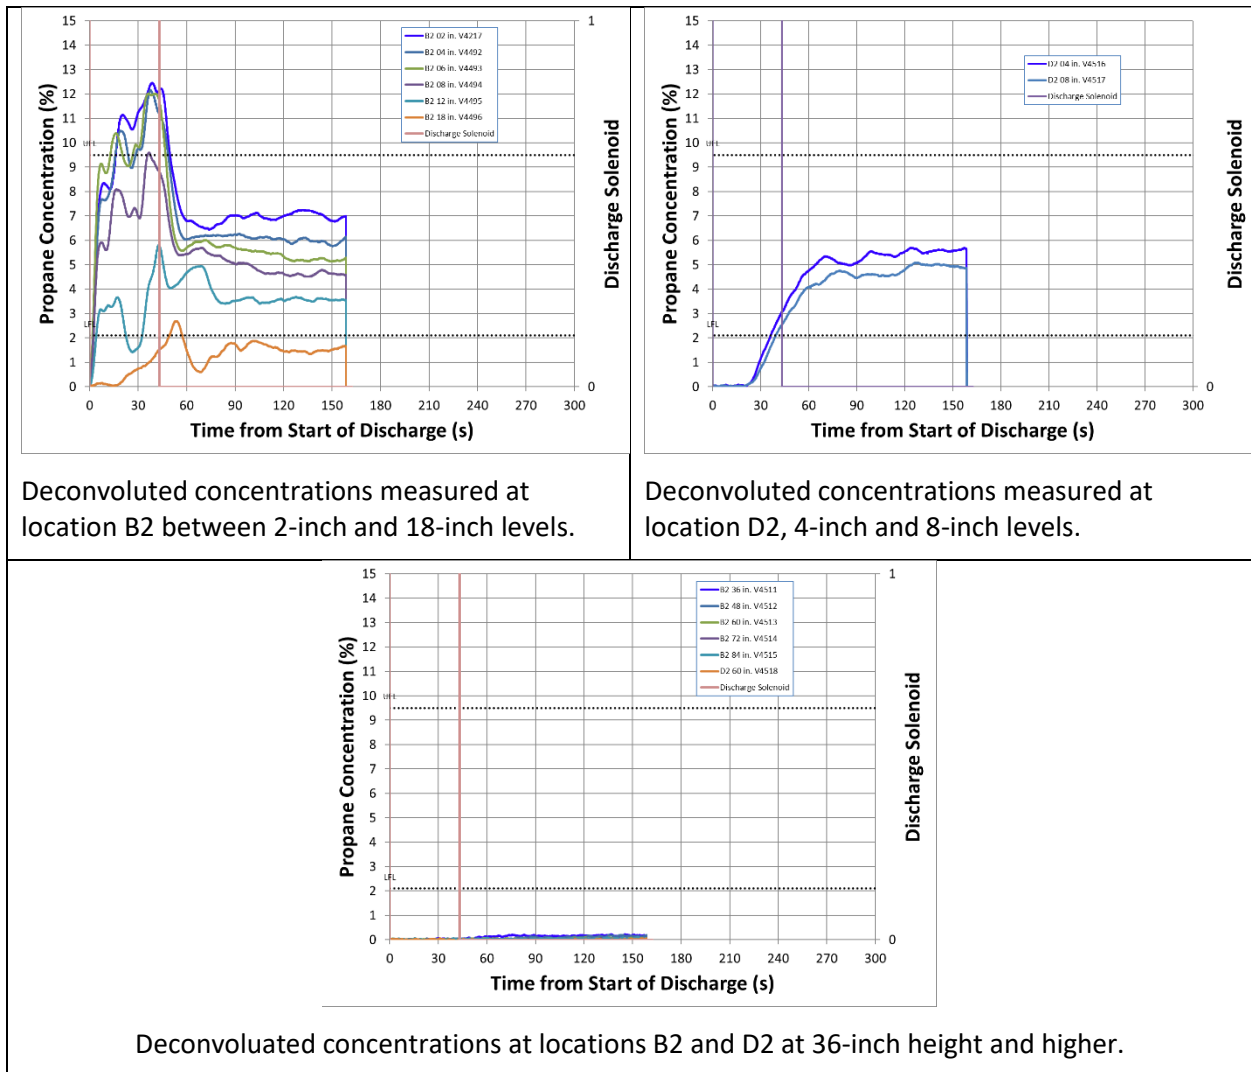 15
14
13
12
11
10
9
8
7
6
5
4
3
2
1
0
Propane Concentration (%)
UFL
LFL
B2 02 in. V4217
B2 04 in. V4492
B2 06 in. V4493
B2 08 in. V4494
B2 12 in. V4495
B2 18 in. V4496
Discharge Solenoid
1
0
Discharge Solenoid
0 30 60 90 120 150 180 210 240 270 300
Time from Start of Discharge (s)
Deconvoluted concentrations measured at
location B2 between 2-inch and 18-inch levels.
15
14
13
12
11
10
9
8
7
6
5
4
3
2
1
0
Propane Concentration (%)
UFL
LFL
D2 04 in. V4516
D2 08 in. V4517
Discharge Solenoid
0
Discharge Solenoid
0 30 60 90 120 150 180 210 240 270 300
Time from Start of Discharge (s)
Deconvoluted concentrations measured at
location D2, 4-inch and 8-inch levels.
15
14
13
12
11
10
9
8
7
6
5
4
3
2
1
0
Propane Concentration (%)
UFL
LFL
B2 36 in. V4511
B2 48 in. V4512
B2 60 in. V4513
B2 72 in. V4514
B2 84 in. V4515
D2 60 in. V4518
Discharge Solenoid
1
0
Discharge Solenoid
0 30 60 90 120 150 180 210 240 270 300
Time from Start of Discharge (s)
Deconvoluated concentrations at locations B2 and D2 at 36-inch height and higher.